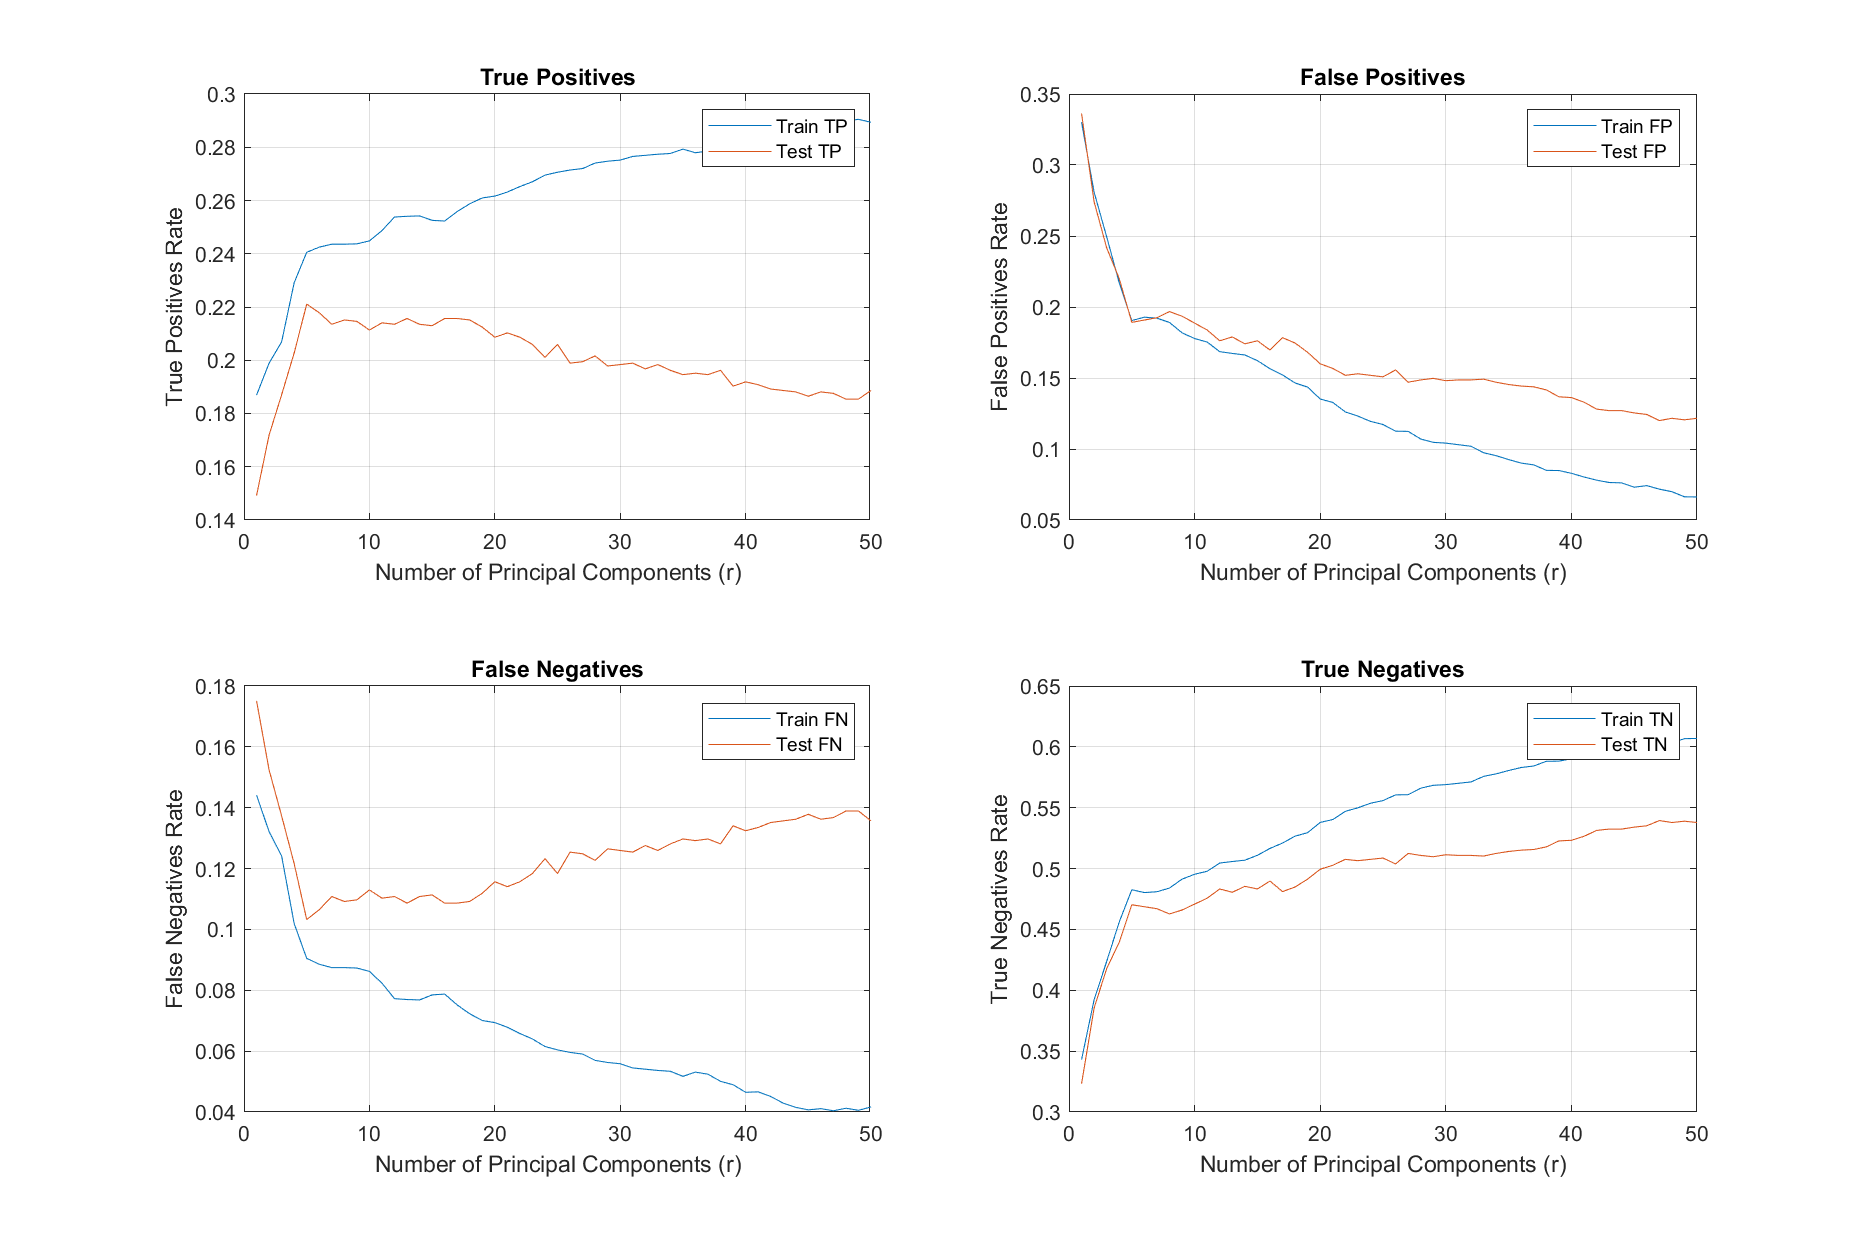 True Positives
0.3
0.28
0.26
0.24
0.22
0.2
0.18
0.16
0.14
True Positives Rate
Train TP
Test TP
0 10 20 30 40 50
Number of Principal Components (r)
False Positives
0.35
0.3
0.25
0.2
0.15
0.1
0.05
False Positives Rate
Train FP
Test FP
0 10 20 30 40 50
Number of Principal Components (r)
False Negatives
0.18
0.16
0.14
0.12
0.1
0.08
0.06
0.04
False Negatives Rate
Train FN
Test FN
0 10 20 30 40 50
Number of Principal Components (r)
True Negatives
0.65
0.6
0.55
0.5
0.45
0.4
0.35
0.3
True Negatives Rate
Train TN
Test TN
0 10 20 30 40 50
Number of Principal Components (r)